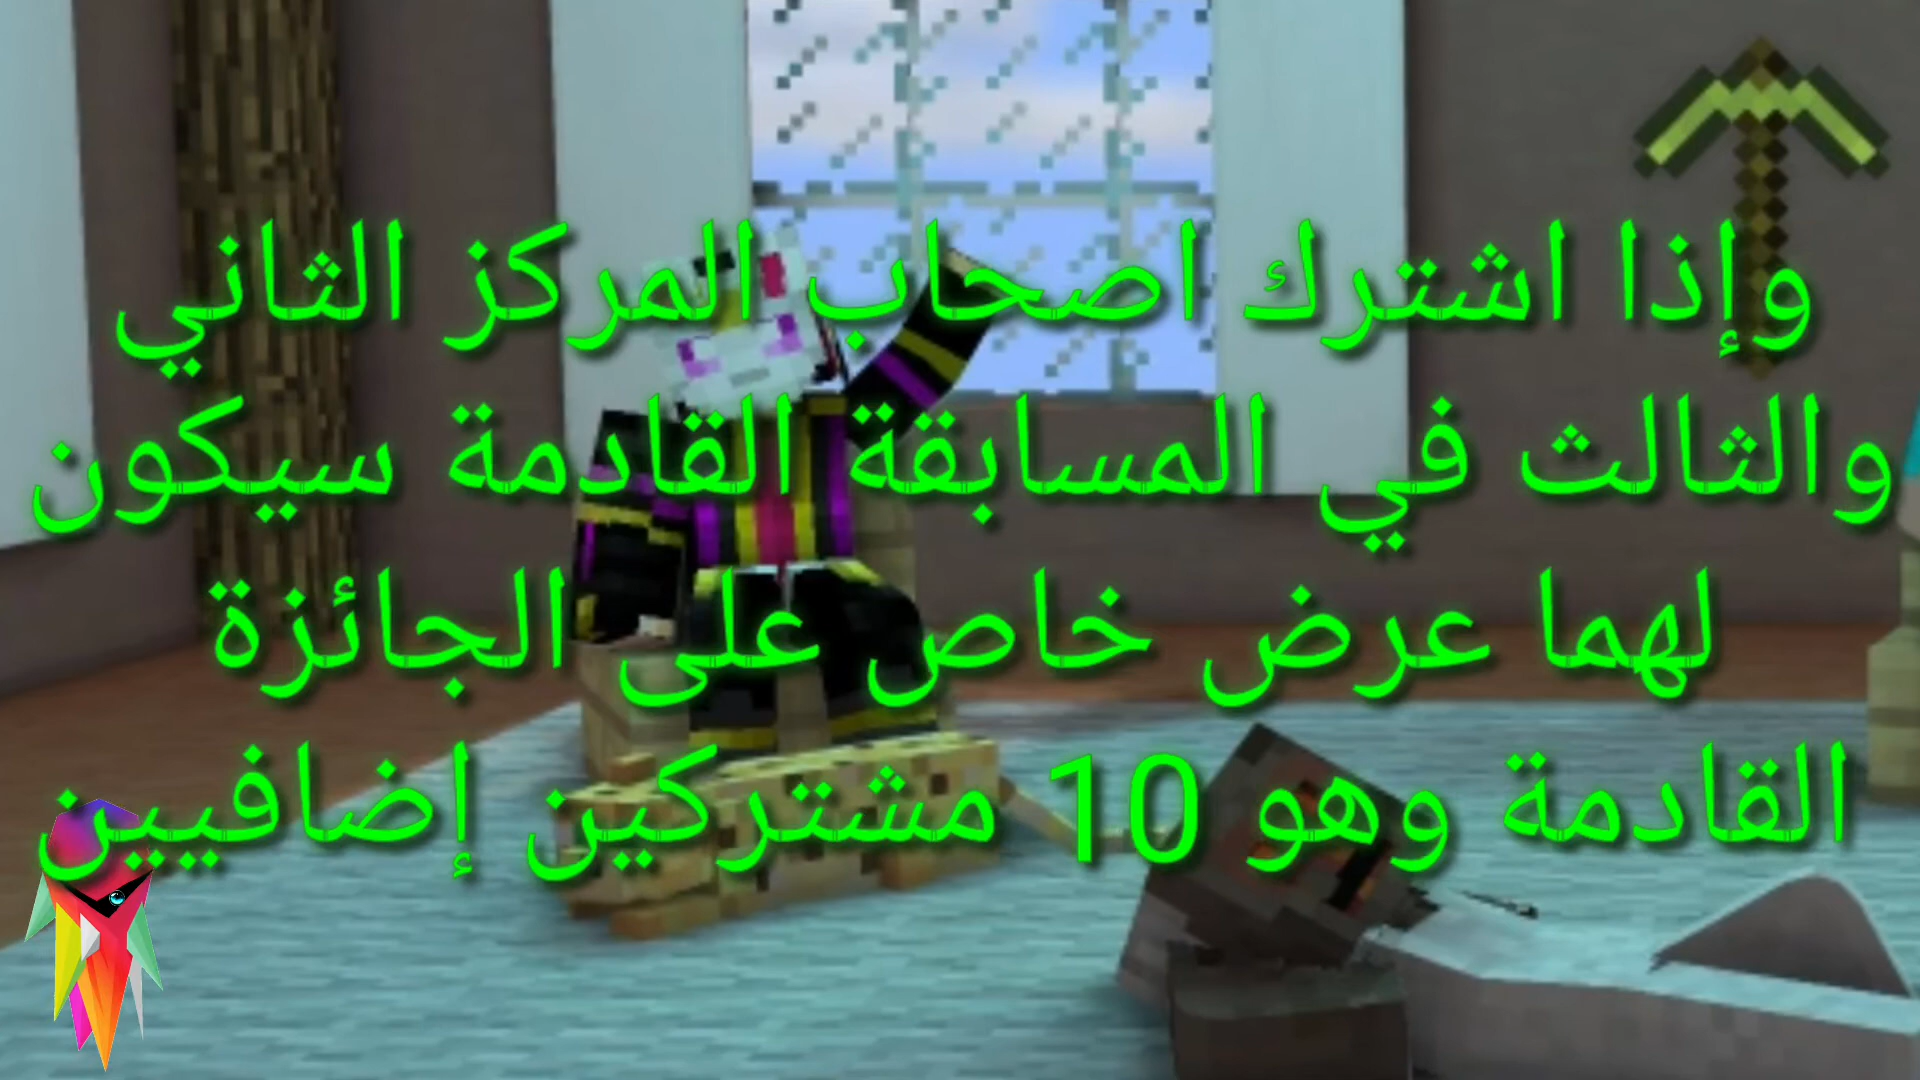 وإذا اشترك اصحاب المركز الثاني
والثالث في المسابقة القادمة سيكون
لهما عرض خاص على الجائزة
القادمة وهو 10 مشتركين إضافيين